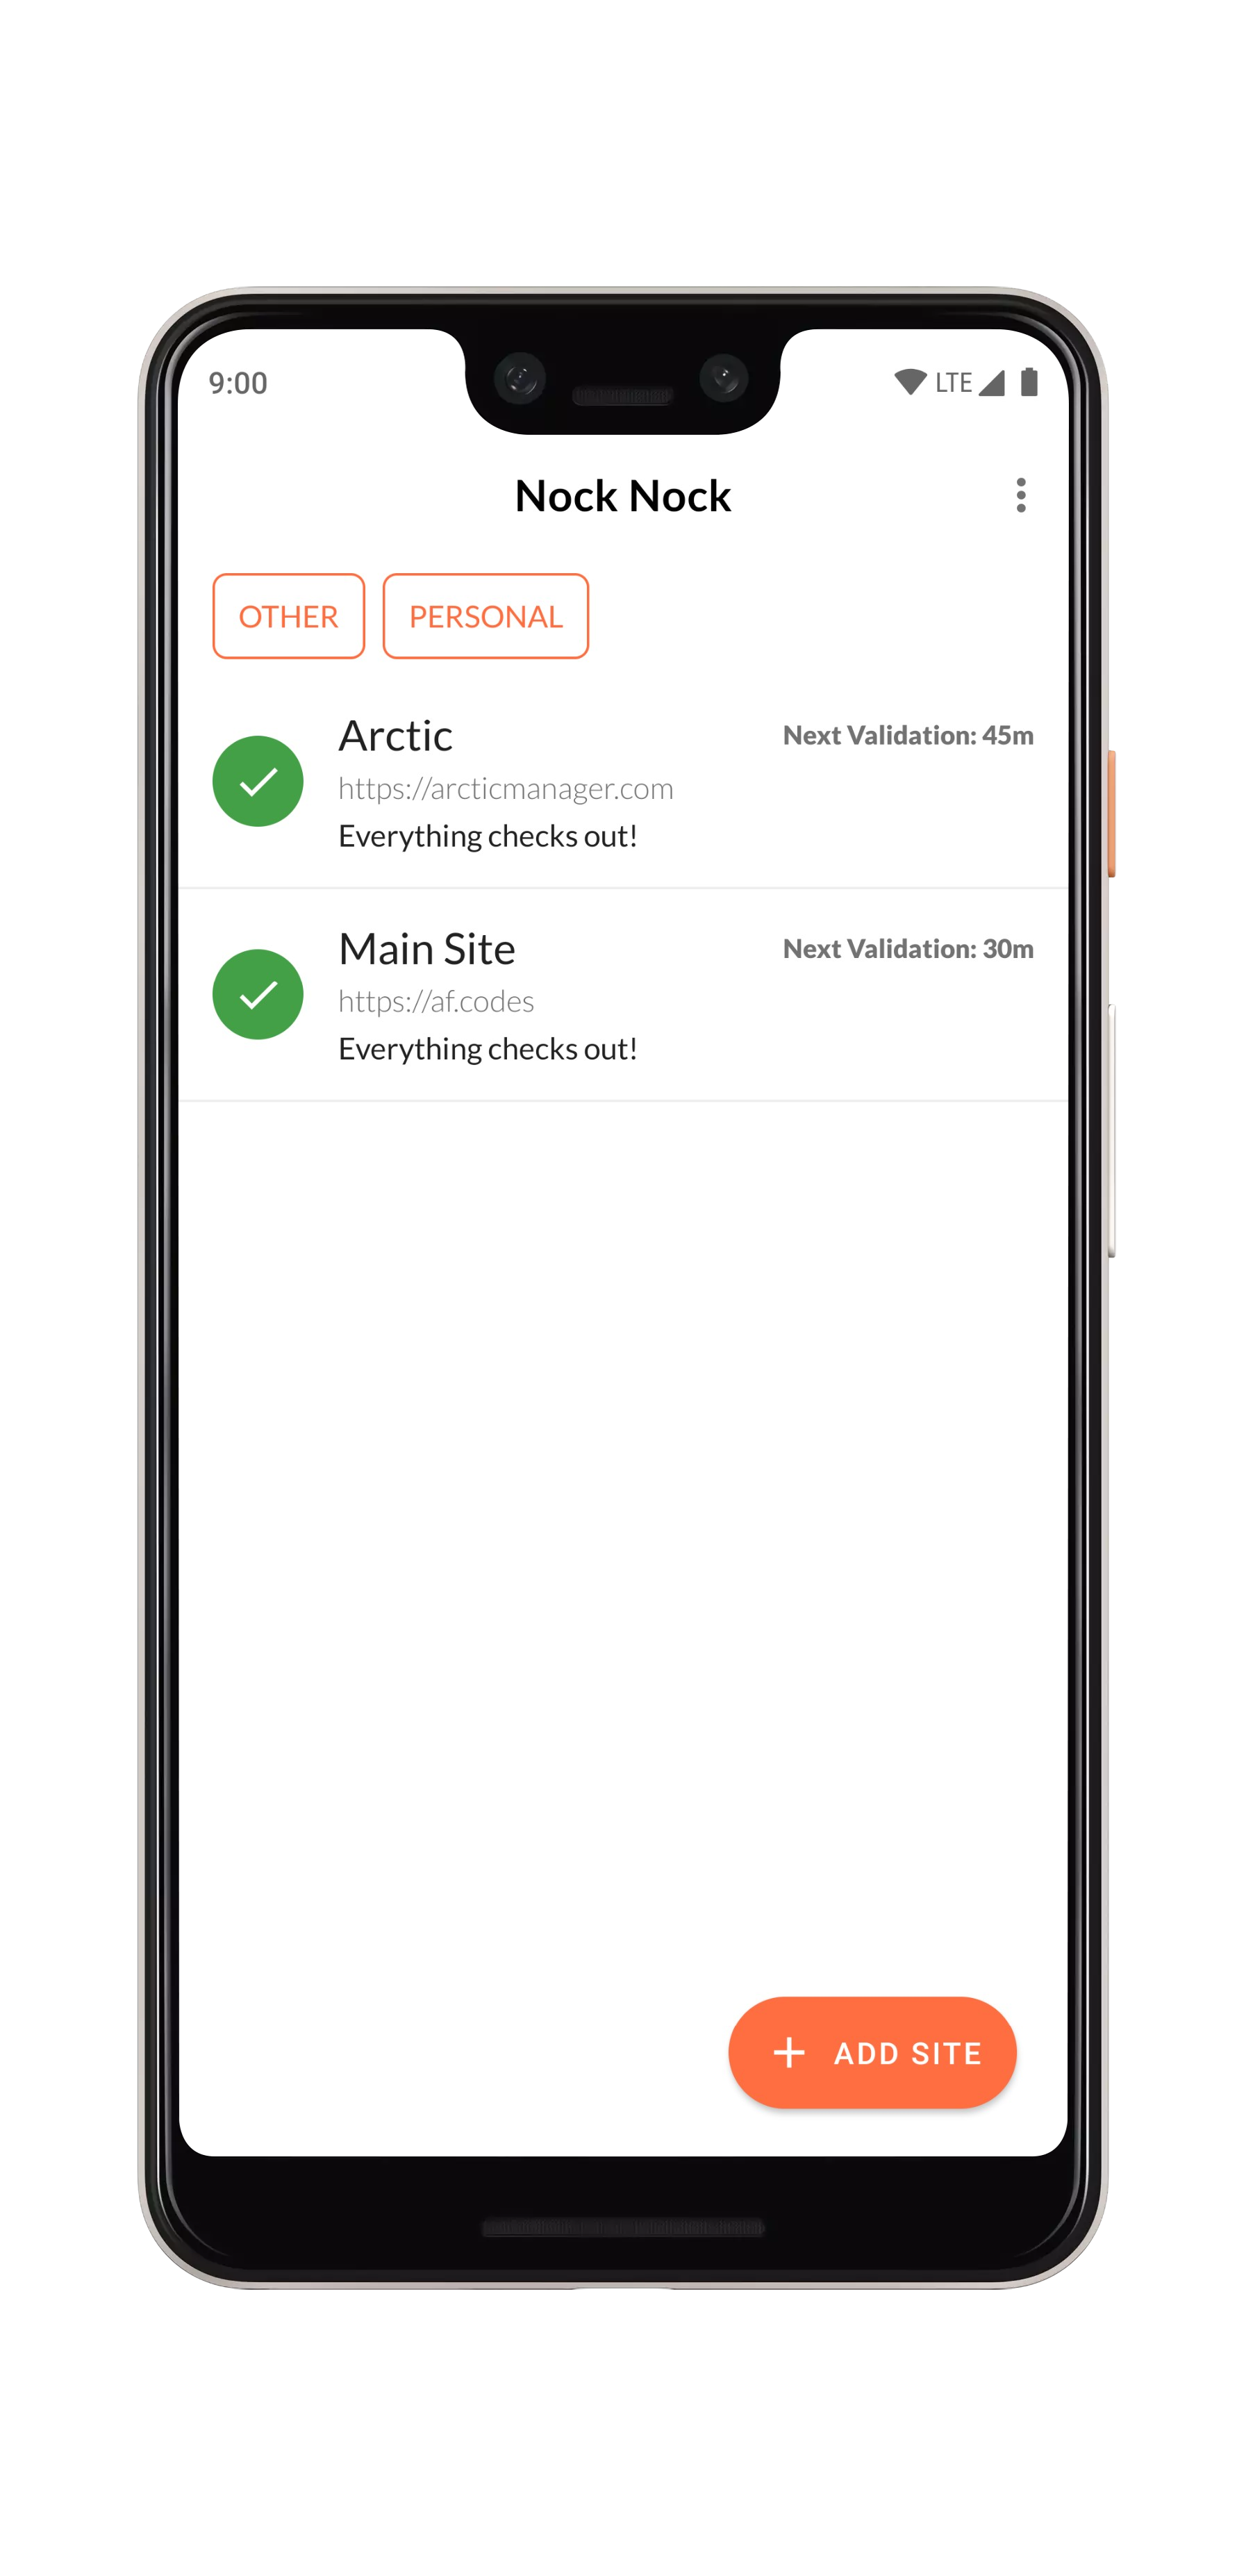 9:00
LTE
Nock Nock
OTHER
PERSONAL
Arctic
Next Validation: 45m
https://arcticmanager.com
Everything checks out!
Main Site
Next Validation: 30m
https://af.codes
Everything checks out!
ADD SITE